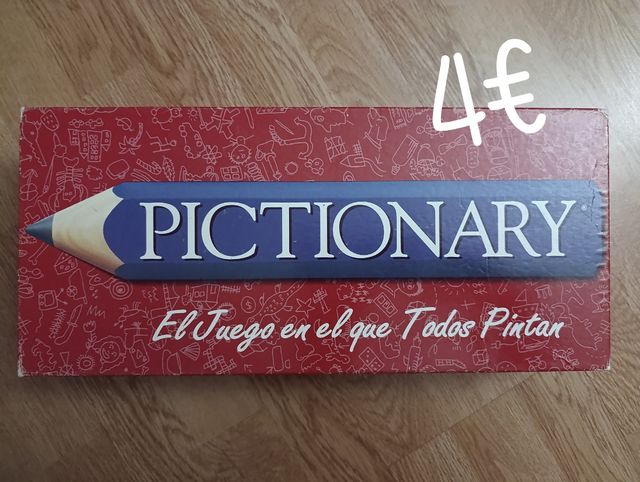 4€
PICTIONARY®
El Juego en el que Todos Pintan